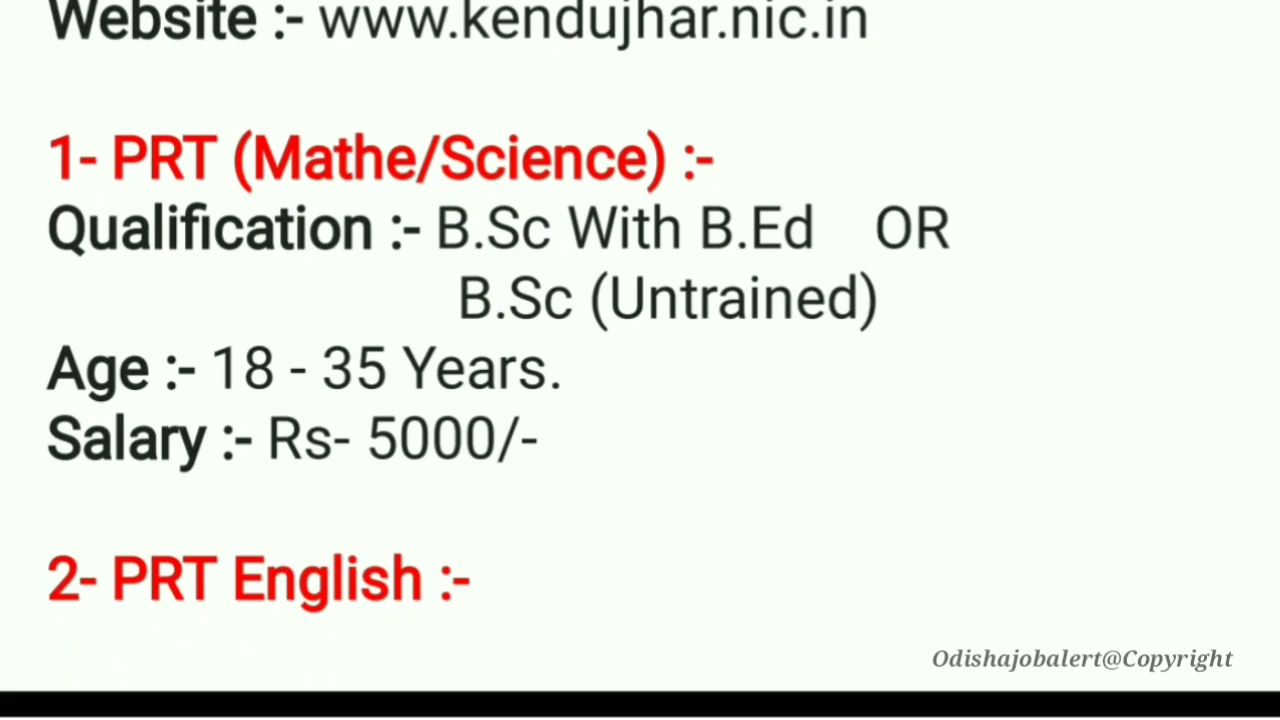 Website :- www.kendujhar.nic.in
1- PRT (Mathe/Science) :-
Qualification :- B.Sc With B.Ed OR
B.Sc (Untrained)
Age :- 18 - 35 Years.
Salary :- Rs- 5000/-
2- PRT English :-
Odishajobalert@Copyright